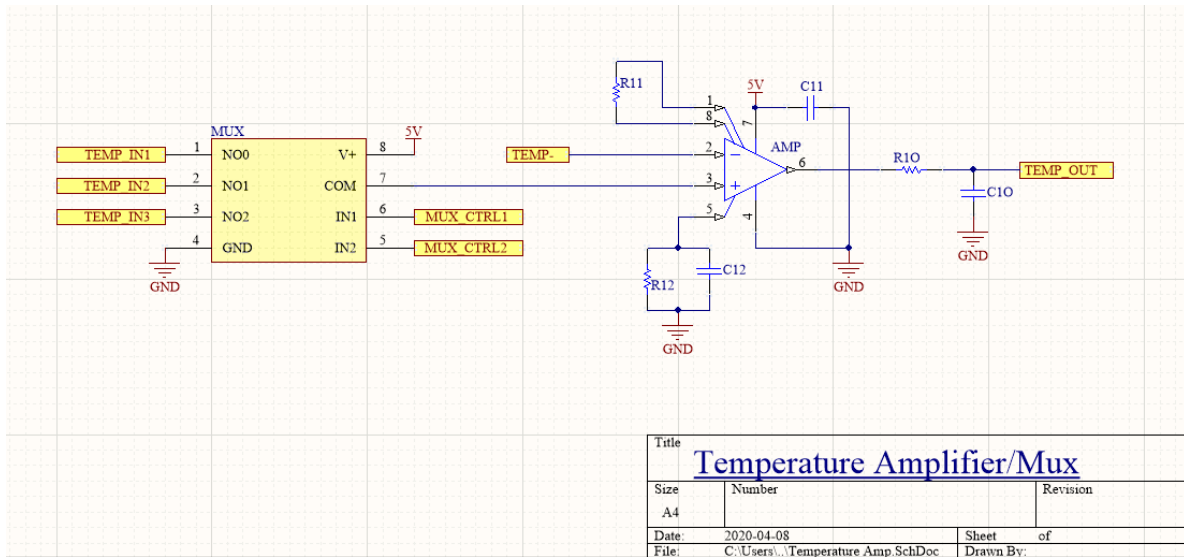 MUX
TEMP_IN1 1 NO0 V+ 8 5V
TEMP_IN2 2 NO1 COM 7
TEMP_IN3 3 NO2 IN1 6 MUX_CTRL1
4 GND IN2 5 MUX_CTRL2
GND
R11
1
8
TEMP- 2
3
5
5V
C11
7
AMP
6
4
R10
TEMP_OUT
C10
GND
GND
R12
C12
GND
Title
Temperature Amplifier/Mux
Size Number Revision
A4
Date: 2020-04-08 Sheet of
File: C:\Users\..\Temperature Amp.SchDoc Drawn By: